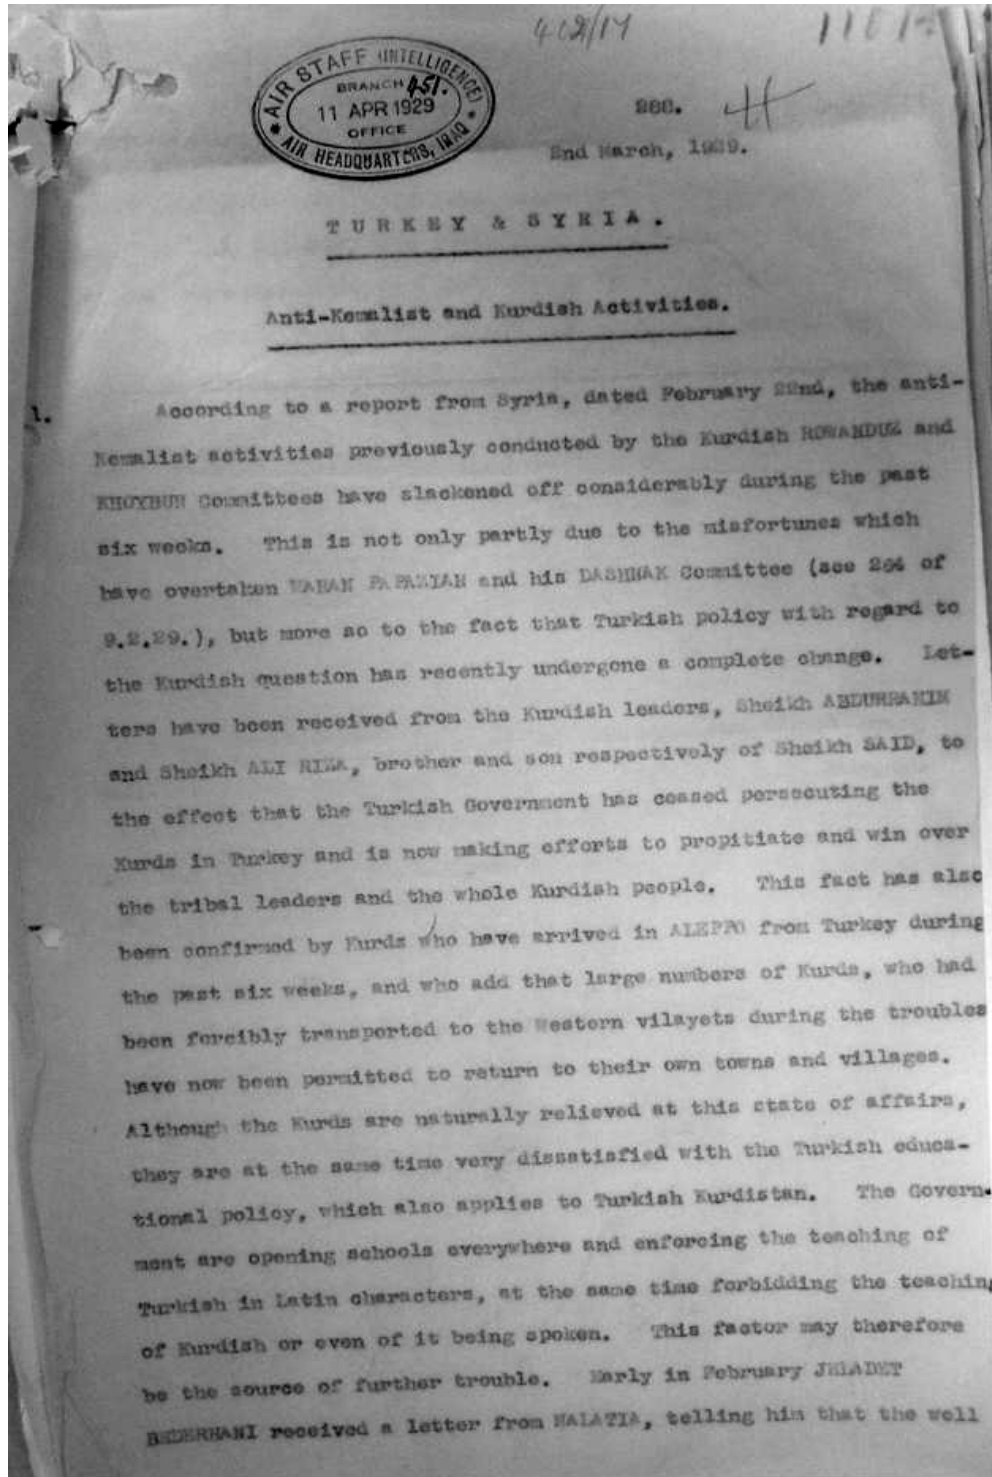 402/17
AIR STAFF (INTELLIGENCE)
BRANCH 451.
11 APR 1929
OFFICE
AIR HEADQUARTERS, IRAQ
2nd March, 1929.
TURKEY & SYRIA.
Anti-Kemalist and Kurdish Activities.
1. According to a report from Syria, dated February 22nd, the anti-
Kemalist activities previously conducted by the Kurdish ROWANDUZ and
KHOYBUN Committees have slackened off considerably during the past
six weeks. This is not only partly due to the misfortunes which
have overtaken VAHAN PAPAZIAN and his DASHNAK Committee (see 264 of
9.2.29.), but more so to the fact that Turkish policy with regard to
the Kurdish question has recently undergone a complete change. Let-
ters have been received from the Kurdish leaders, Sheikh ABDURRAHIM
and Sheikh ALI RIZA, brother and son respectively of Sheikh SAID, to
the effect that the Turkish Government has ceased persecuting the
Kurds in Turkey and is now making efforts to propitiate and win over
the tribal leaders and the whole Kurdish people. This fact has also
been confirmed by Kurds who have arrived in ALEPPO from Turkey during
the past six weeks, and who add that large numbers of Kurds, who had
been forcibly transported to the Western vilayets during the troubles
have now been permitted to return to their own towns and villages.
Although the Kurds are naturally relieved at this state of affairs,
they are at the same time very dissatisfied with the Turkish educa-
tional policy, which also applies to Turkish Kurdistan. The Govern-
ment are opening schools everywhere and enforcing the teaching of
Turkish in Latin characters, at the same time forbidding the teaching
of Kurdish or even of it being spoken. This factor may therefore
be the source of further trouble. Early in February JELADET
BEDERHANI received a letter from MALATIA, telling him that the well